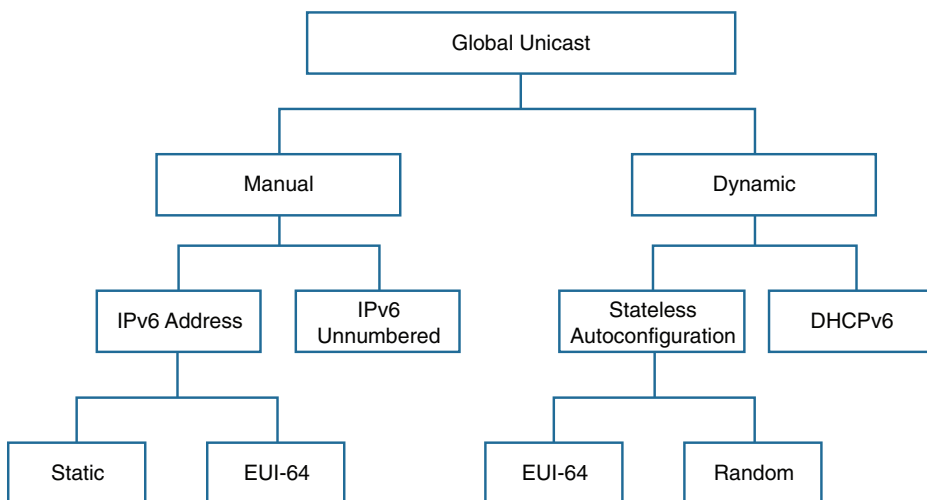 Global Unicast
Manual
Dynamic
IPv6 Address
IPv6
Unnumbered
Stateless
Autoconfiguration
DHCPv6
Static
EUI-64
EUI-64
Random